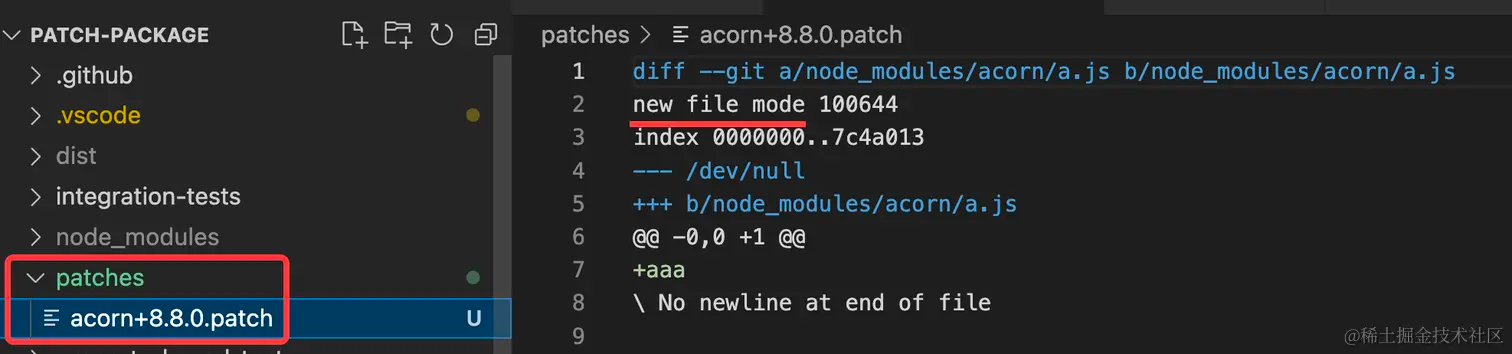 PATCH-PACKAGE
.github
.vscode
dist
integration-tests
node_modules
patches
acorn+8.8.0.patch
U
patches > acorn+8.8.0.patch
1 diff --git a/node_modules/acorn/a.js b/node_modules/acorn/a.js
2 new file mode 100644
3 index 0000000..7c4a013
4 --- /dev/null
5 +++ b/node_modules/acorn/a.js
6 @@ -0,0 +1 @@
7 +aaa
8 \ No newline at end of file
9
@稀土掘金技术社区